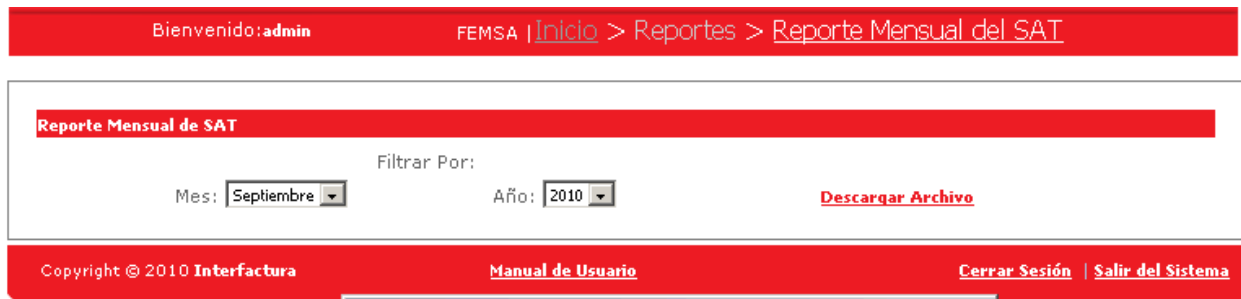 Bienvenido:admin FEMSA | Inicio > Reportes > Reporte Mensual del SAT
Reporte Mensual de SAT
Filtrar Por:
Mes: Septiembre Año: 2010 Descargar Archivo
Copyright © 2010 Interfactura Manual de Usuario Cerrar Sesión | Salir del Sistema